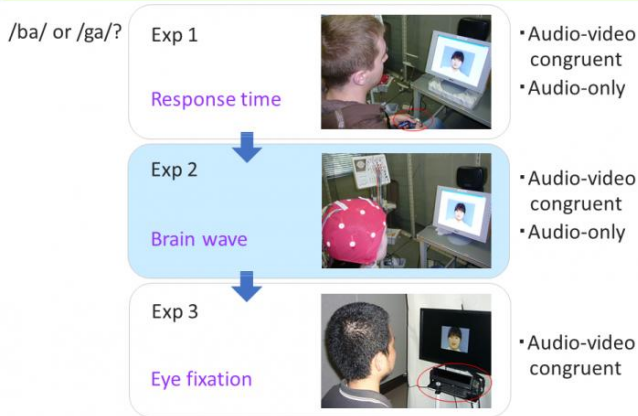 /ba/ or /ga/?
Exp 1
Response time
・Audio-video
congruent
・Audio-only
Exp 2
Brain wave
・Audio-video
congruent
・Audio-only
Exp 3
Eye fixation
・Audio-video
congruent